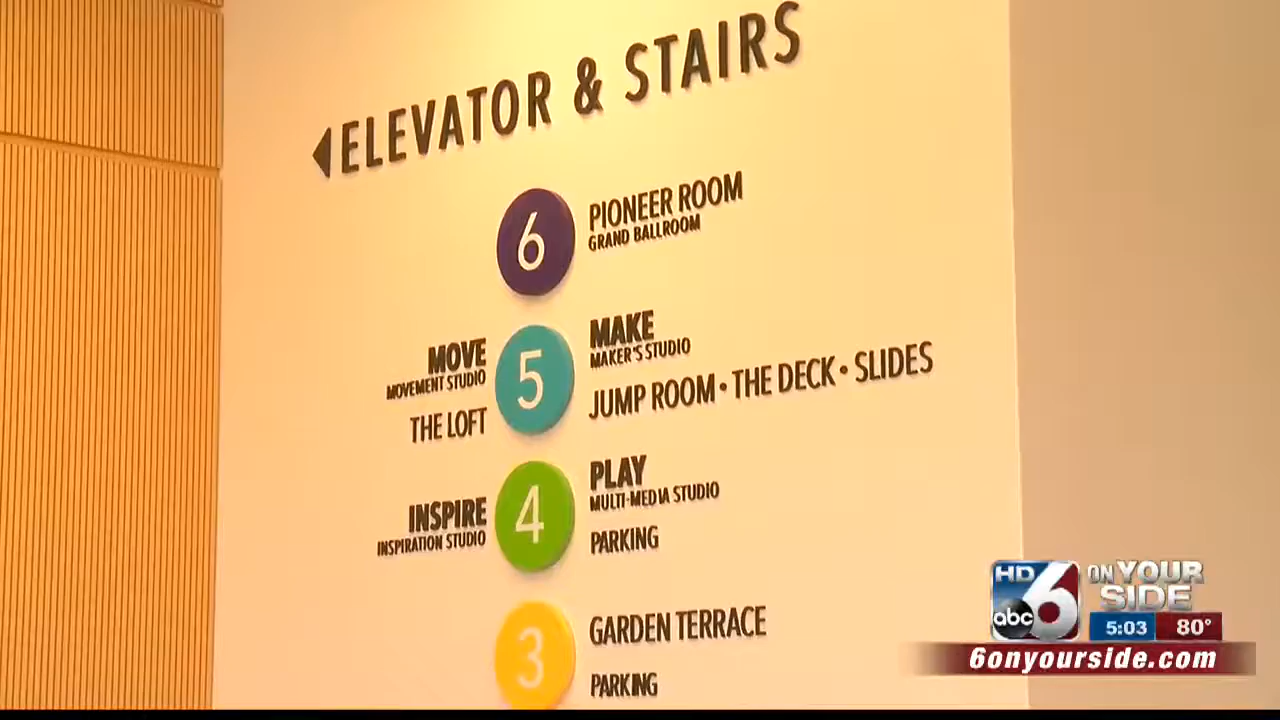 ELEVATOR & STAIRS
6
PIONEER ROOM
GRAND BALLROOM
MOVE
MOVEMENT STUDIO
THE LOFT
5
MAKE
MAKER'S STUDIO
JUMP ROOM • THE DECK • SLIDES
INSPIRE
INSPIRATION STUDIO
4
PLAY
MULTI-MEDIA STUDIO
PARKING
3
GARDEN TERRACE
PARKING
HD 6 abc
ON YOUR SIDE
5:03 80°
6onyourside.com